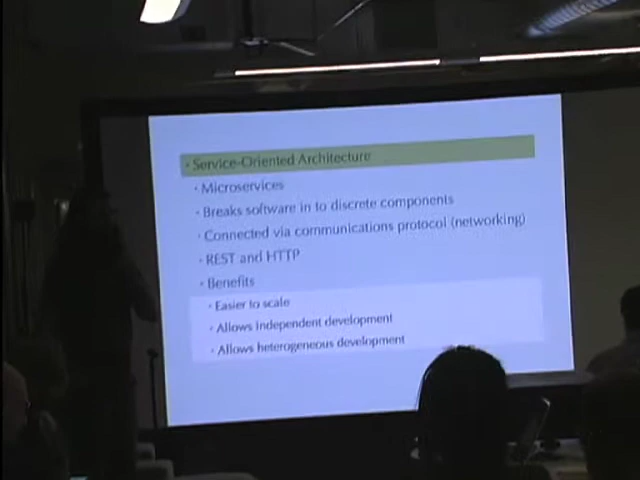 · Service-Oriented Architecture
· Microservices
· Breaks software in to discrete components
· Connected via communications protocol (networking)
· REST and HTTP
· Benefits
· Easier to scale
· Allows independent development
· Allows heterogeneous development